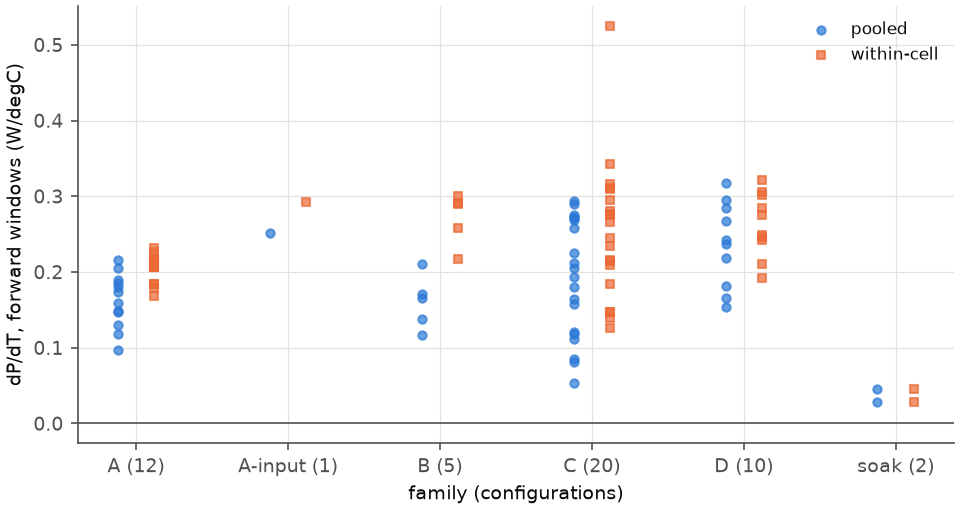 pooled
within-cell
dP/dT, forward windows (W/degC)
0.5
0.4
0.3
0.2
0.1
0.0
A (12)
A-input (1)
B (5)
C (20)
D (10)
soak (2)
family (configurations)